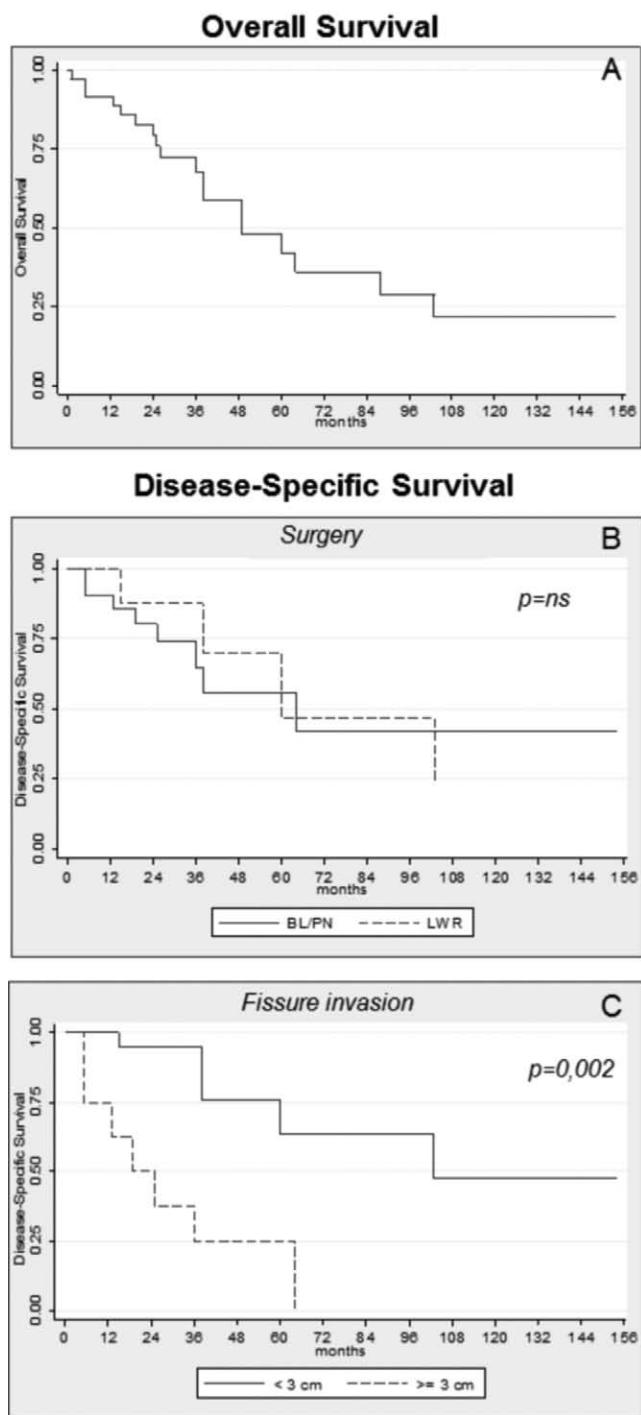 Overall Survival
A
Overall Survival
1.00
0.75
0.50
0.25
0.00
0 12 24 36 48 60 72 84 96 108 120 132 144 156
months
Disease-Specific Survival
Surgery
B
p=ns
Disease-Specific Survival
1.00
0.75
0.50
0.25
0.00
0 12 24 36 48 60 72 84 96 108 120 132 144 156
months
BL/PN LWR
Fissure invasion
C
p=0,002
Disease-Specific Survival
1.00
0.75
0.50
0.25
0.00
0 12 24 36 48 60 72 84 96 108 120 132 144 156
months
< 3 cm >= 3 cm